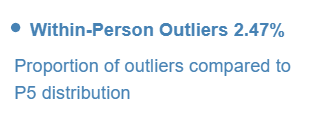 • Within-Person Outliers 2.47%
Proportion of outliers compared to
P5 distribution